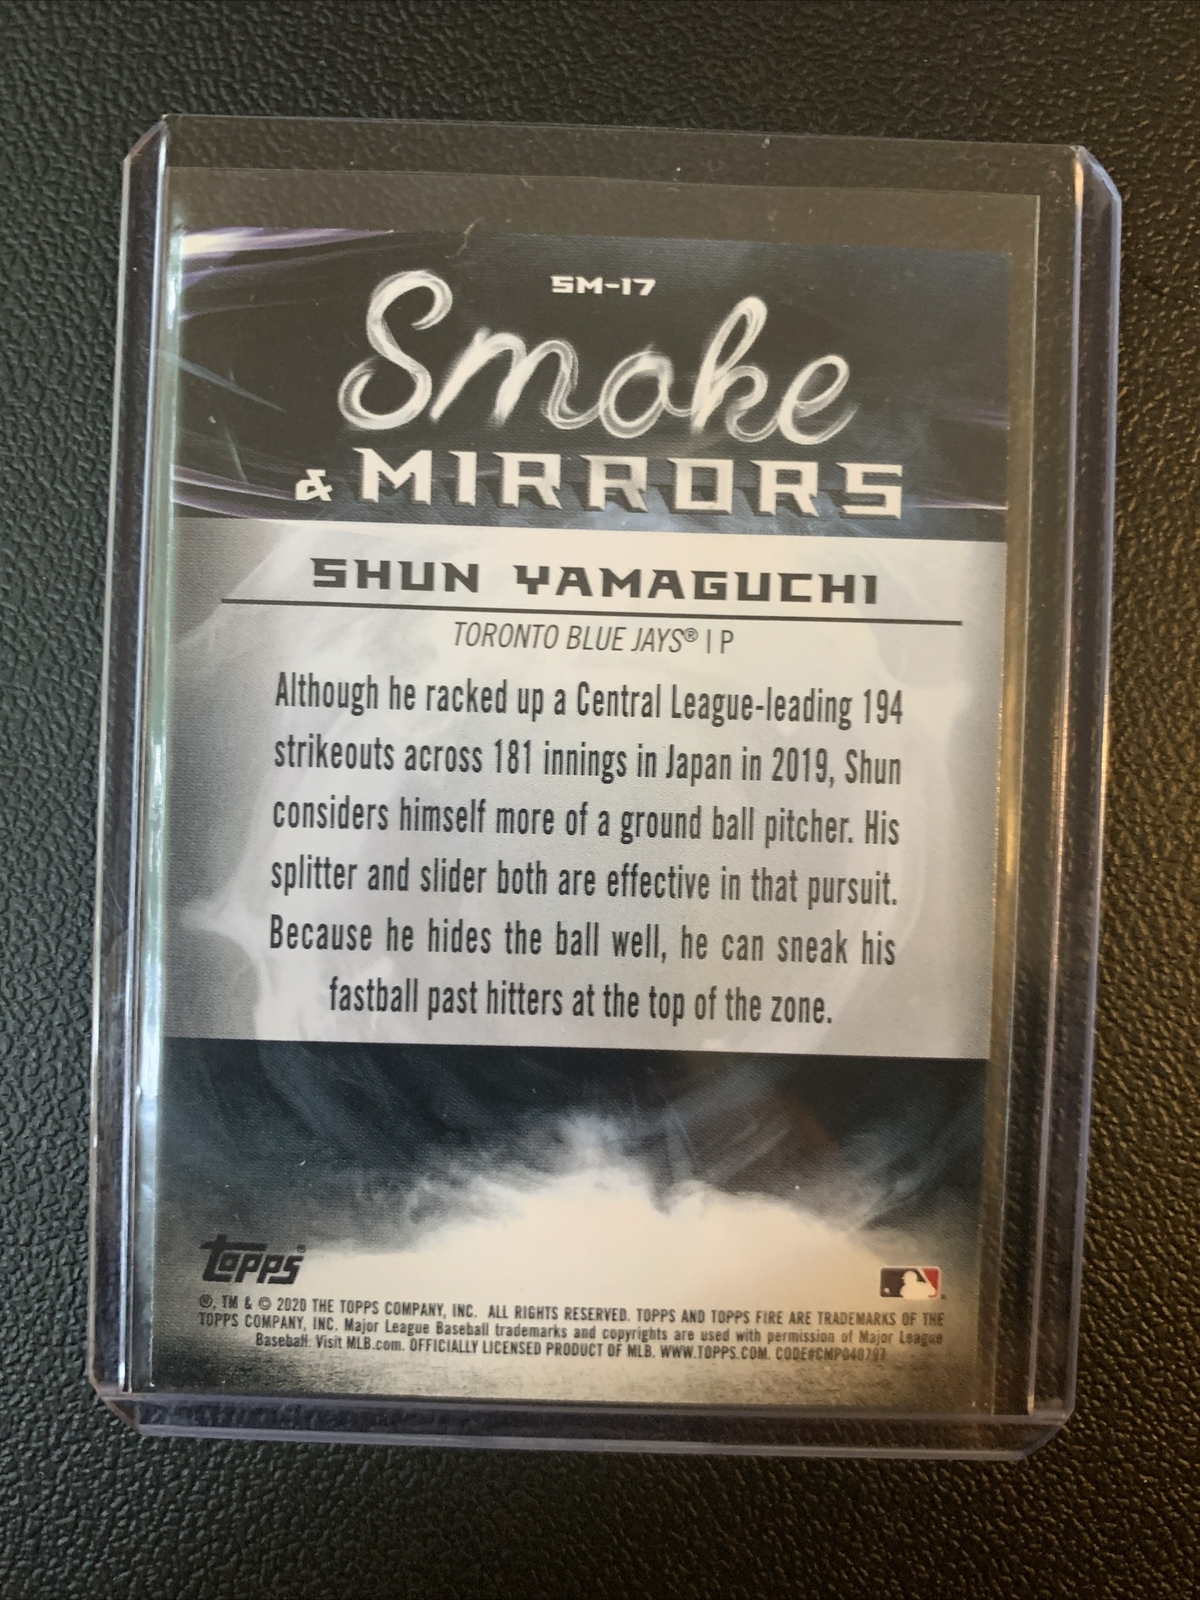 SM-17
Smoke
& MIRRORS
SHUN YAMAGUCHI
TORONTO BLUE JAYS® | P
Although he racked up a Central League-leading 194
strikeouts across 181 innings in Japan in 2019, Shun
considers himself more of a ground ball pitcher. His
splitter and slider both are effective in that pursuit.
Because he hides the ball well, he can sneak his
fastball past hitters at the top of the zone.
topps®
®, TM & © 2020 THE TOPPS COMPANY, INC. ALL RIGHTS RESERVED. TOPPS AND TOPPS FIRE ARE TRADEMARKS OF THE
TOPPS COMPANY, INC. Major League Baseball trademarks and copyrights are used with permission of Major League
Baseball. Visit MLB.com. OFFICIALLY LICENSED PRODUCT OF MLB. WWW.TOPPS.COM. CODE#CMP040797